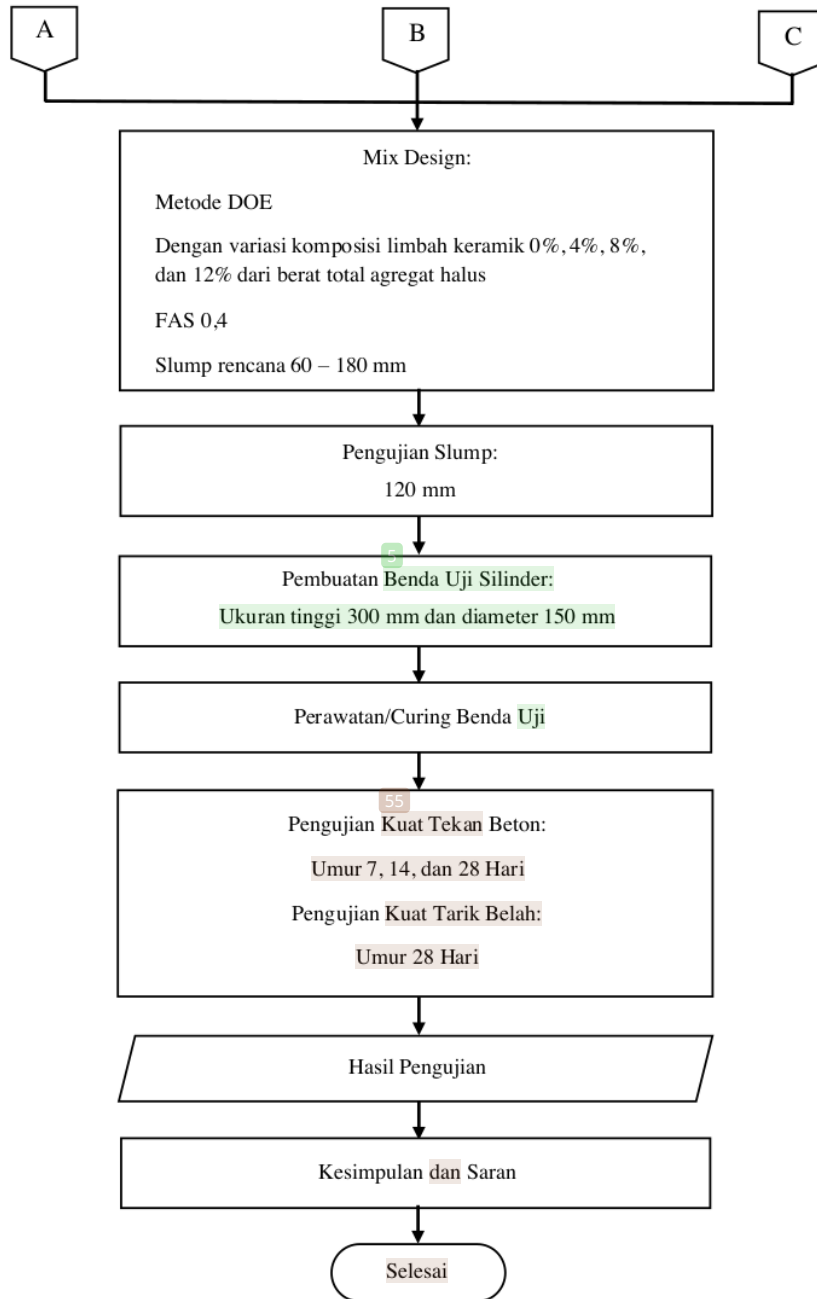 A
B
C
Mix Design:
Metode DOE
Dengan variasi komposisi limbah keramik 0%, 4%, 8%,
dan 12% dari berat total agregat halus
FAS 0,4
Slump rencana 60 – 180 mm
Pengujian Slump:
120 mm
5
Pembuatan Benda Uji Silinder:
Ukuran tinggi 300 mm dan diameter 150 mm
Perawatan/Curing Benda Uji
55
Pengujian Kuat Tekan Beton:
Umur 7, 14, dan 28 Hari
Pengujian Kuat Tarik Belah:
Umur 28 Hari
Hasil Pengujian
Kesimpulan dan Saran
Selesai